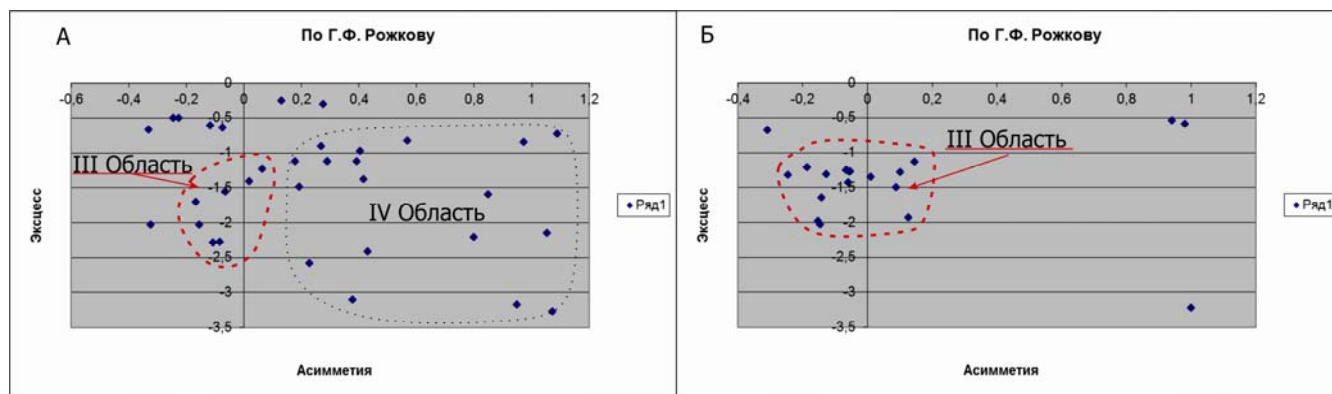 А
По Г.Ф. Рожкову
-0,6 -0,4 -0,2 0 0,2 0,4 0,6 0,8 1 1,2
0
-0,5
-1
-1,5
-2
-2,5
-3
-3,5
III Область
IV Область
Эксцесс
Асимметия
Ряд1
Б
По Г.Ф. Рожкову
-0,4 -0,2 0 0,2 0,4 0,6 0,8 1 1,2
0
-0,5
-1
-1,5
-2
-2,5
-3
-3,5
III Область
Эксцесс
Асимметия
Ряд1